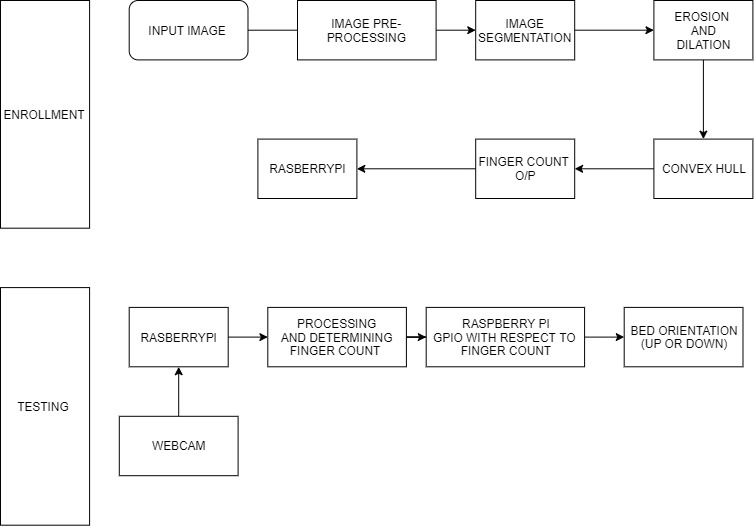 ENROLLMENT
INPUT IMAGE
IMAGE PRE-
PROCESSING
IMAGE
SEGMENTATION
EROSION
AND
DILATION
CONVEX HULL
FINGER COUNT
O/P
RASBERRYPI
TESTING
RASBERRYPI
PROCESSING
AND DETERMINING
FINGER COUNT
RASPBERRY PI
GPIO WITH RESPECT TO
FINGER COUNT
BED ORIENTATION
(UP OR DOWN)
WEBCAM